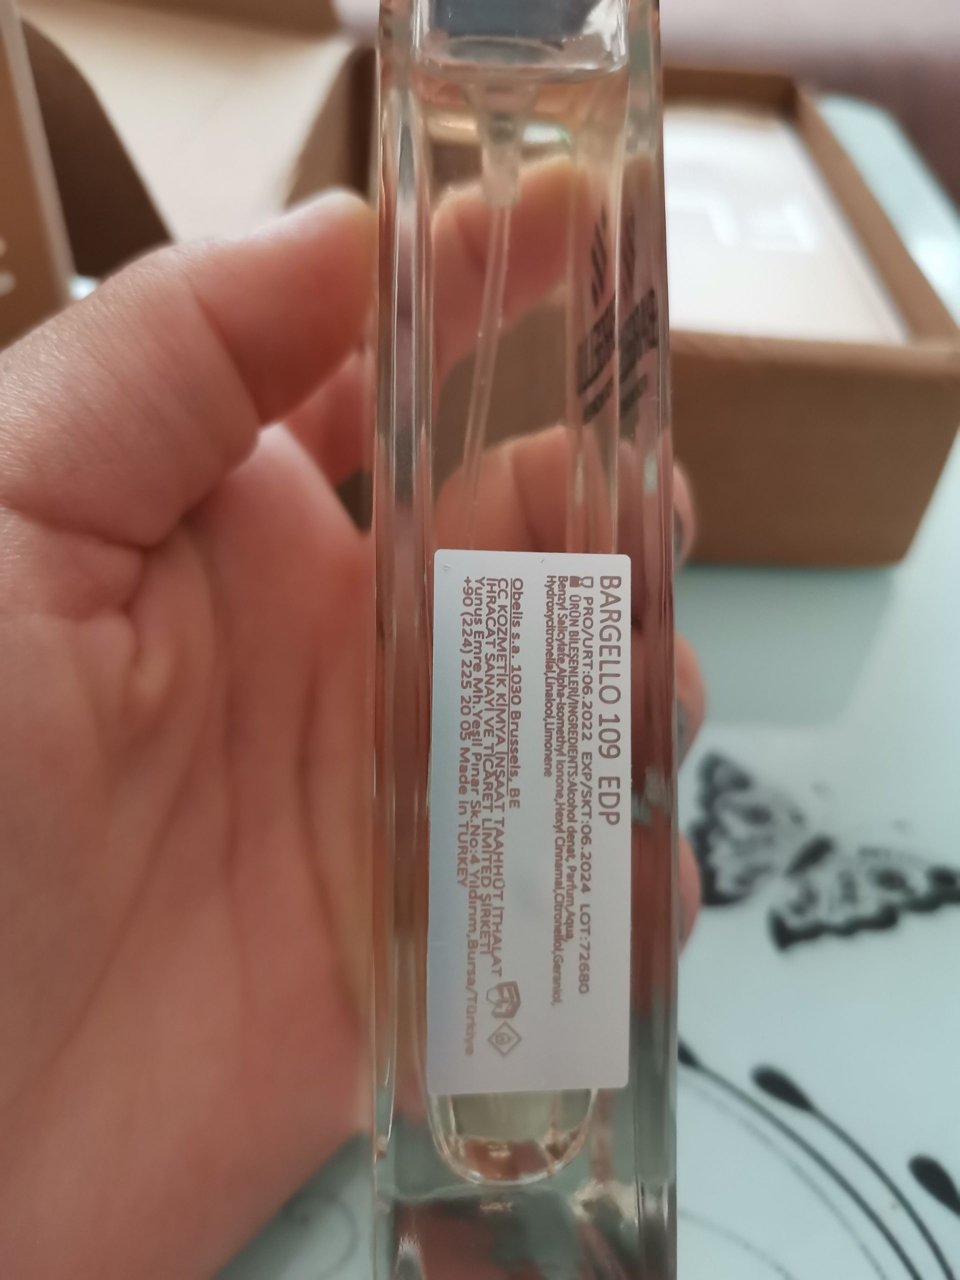 BARGELLO 109 EDP
PRO/ÜRT:06.2022 EXP/SKT:06.2024 LOT:72680
ÜRÜN BİLEŞENLERİ/INGREDIENTS:Alcohol denat, Parfum,Aqua,
Benzyl Salicylate,Alpha-Isomethyl Ionone,Hexyl Cinnamal,Citronellol,Geraniol,
Hydroxycitronellal,Linalool,Limonene
Obelis s.a. 1030 Brussels, BE
CC KOZMETİK KİMYA İNŞAAT TAAHHÜT İTHALAT
İHRACAT SANAYİ VE TİCARET LİMİTED ŞİRKETİ
Yunus Emre Mh.Yeşil Pınar Sk.No:4 Yıldırım,Bursa/Türkiye
+90 (224) 225 20 05 Made in TURKEY